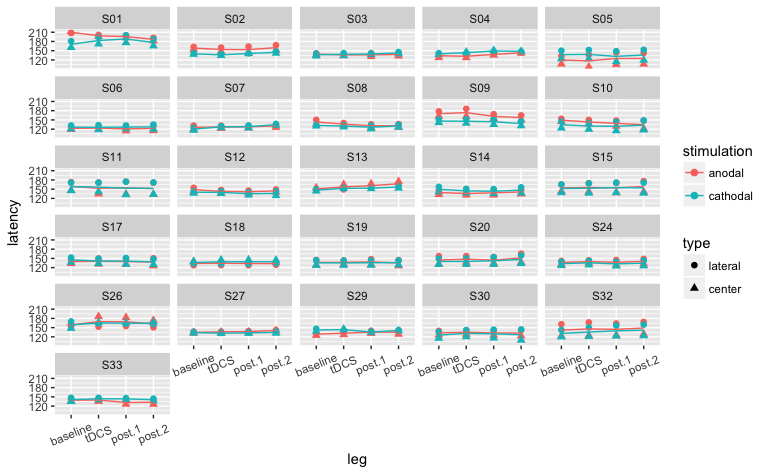 S01 S02 S03 S04 S05
210
180
150
120
S06 S07 S08 S09 S10
210
180
150
120
S11 S12 S13 S14 S15
210
180
150
120
S17 S18 S19 S20 S24
210
180
150
120
S26 S27 S29 S30 S32
210
180
150
120
baseline tDCS post.1 post.2 baseline tDCS post.1 post.2 baseline tDCS post.1 post.2 baseline tDCS post.1 post.2
S33
210
180
150
120
baseline tDCS post.1 post.2
leg
latency
stimulation
anodal
cathodal
type
lateral
center